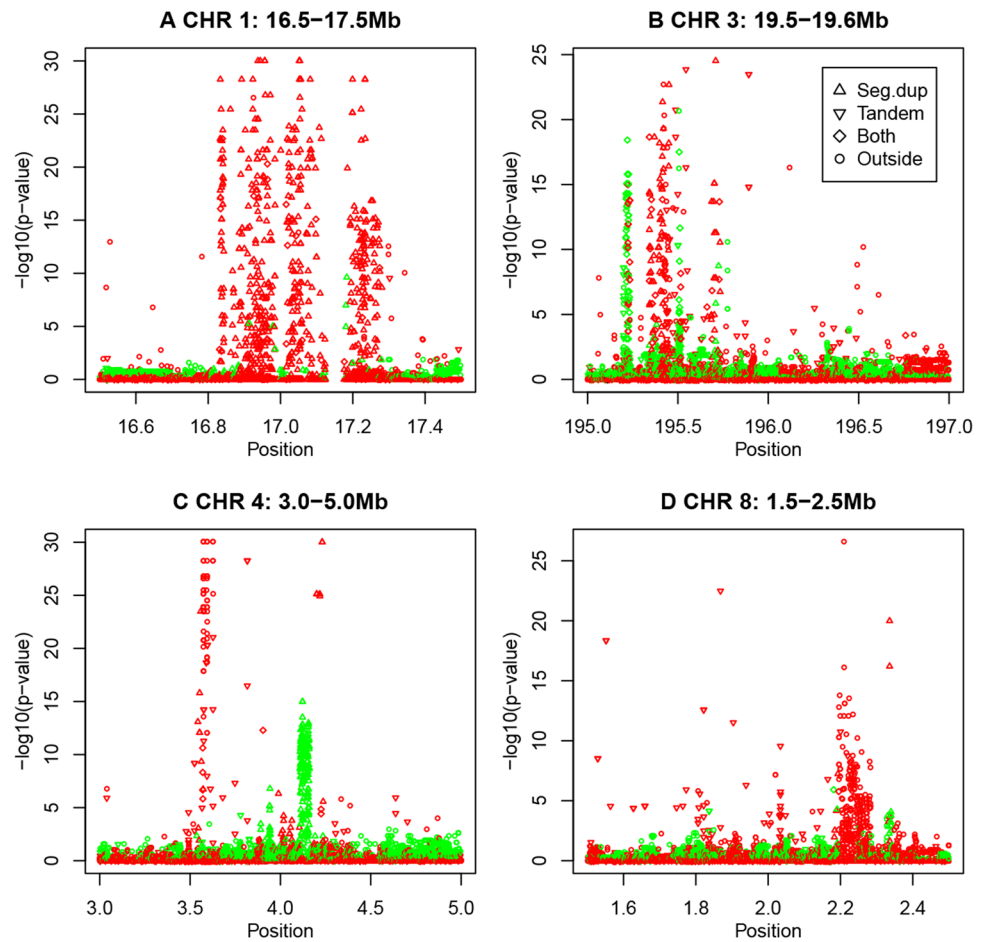 A CHR 1: 16.5−17.5Mb
−log10(p−value)
30
25
20
15
10
5
0
16.6 16.8 17.0 17.2 17.4
Position
B CHR 3: 19.5−19.6Mb
−log10(p−value)
25
20
15
10
5
0
Seg.dup
Tandem
Both
Outside
195.0 195.5 196.0 196.5 197.0
Position
C CHR 4: 3.0−5.0Mb
−log10(p−value)
30
25
20
15
10
5
0
3.0 3.5 4.0 4.5 5.0
Position
D CHR 8: 1.5−2.5Mb
−log10(p−value)
25
20
15
10
5
0
1.6 1.8 2.0 2.2 2.4
Position